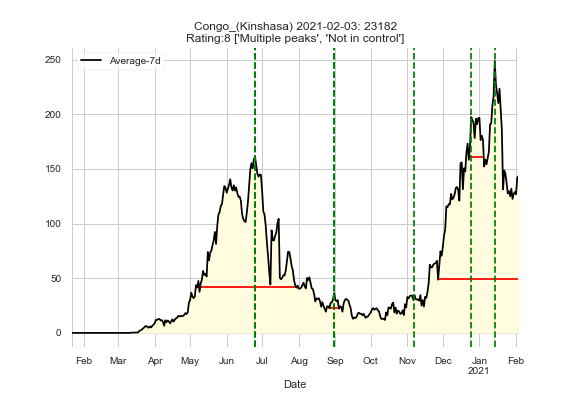 Congo_(Kinshasa) 2021-02-03: 23182
Rating:8 ['Multiple peaks', 'Not in control']
Average-7d
250
200
150
100
50
0
Feb Mar Apr May Jun Jul Aug Sep Oct Nov Dec Jan Feb
2021
Date